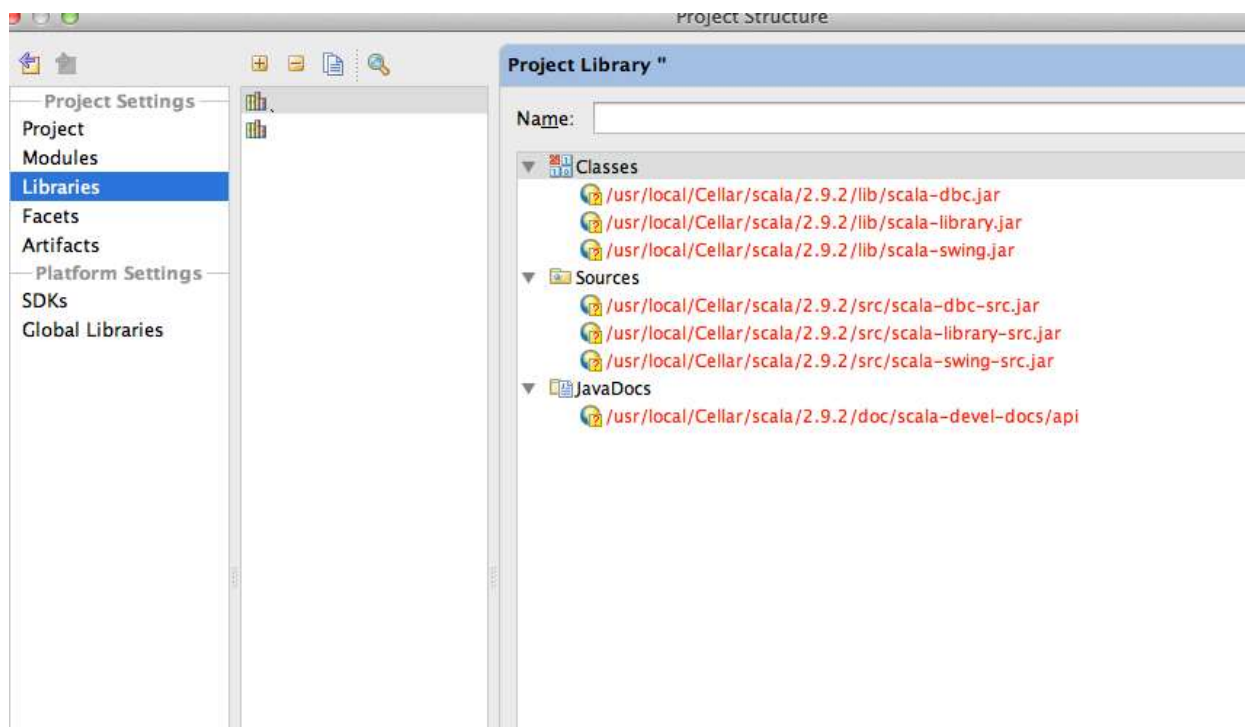 Project Structure
Project Settings
Project
Modules
Libraries
Facets
Artifacts
Platform Settings
SDKs
Global Libraries
Project Library "
Name:
Classes
/usr/local/Cellar/scala/2.9.2/lib/scala-dbc.jar
/usr/local/Cellar/scala/2.9.2/lib/scala-library.jar
/usr/local/Cellar/scala/2.9.2/lib/scala-swing.jar
Sources
/usr/local/Cellar/scala/2.9.2/src/scala-dbc-src.jar
/usr/local/Cellar/scala/2.9.2/src/scala-library-src.jar
/usr/local/Cellar/scala/2.9.2/src/scala-swing-src.jar
JavaDocs
/usr/local/Cellar/scala/2.9.2/doc/scala-devel-docs/api